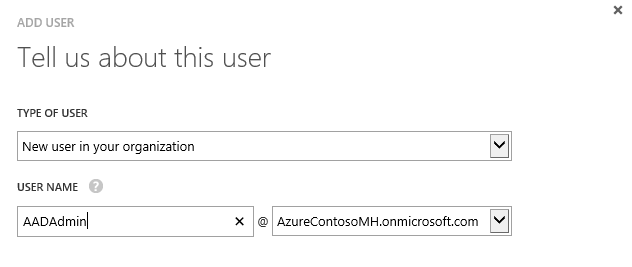 ADD USER
Tell us about this user
TYPE OF USER
New user in your organization
USER NAME ?
AADAdmin × @ AzureContosoMH.onmicrosoft.com